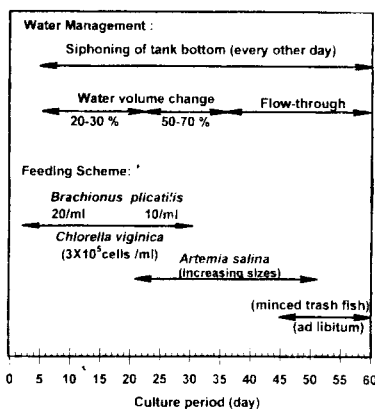 Water Management :
Siphoning of tank bottom (every other day)
Water volume change
Flow-through
20-30 %
50-70 %
Feeding Scheme:
Brachionus plicatilis
20/ml
10/ml
Chlorella viginica
(3X10⁵cells /ml)
Artemia salina
(increasing sizes)
(minced trash fish)
(ad libitum)
0 5 10 15 20 25 30 35 40 45 50 55 60
Culture period (day)